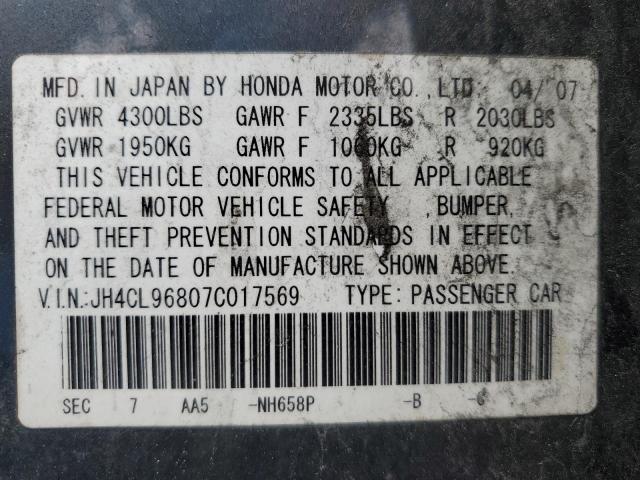 MFD. IN JAPAN BY HONDA MOTOR CO., LTD. 04/07
GVWR 4300LBS GAWR F 2335LBS R 2030LBS
GVWR 1950KG GAWR F 1060KG R 920KG
THIS VEHICLE CONFORMS TO ALL APPLICABLE
FEDERAL MOTOR VEHICLE SAFETY , BUMPER,
AND THEFT PREVENTION STANDARDS IN EFFECT
ON THE DATE OF MANUFACTURE SHOWN ABOVE.
V.I.N:JH4CL96807C017569 TYPE: PASSENGER CAR
SEC 7 AA5 -NH658P -B -C